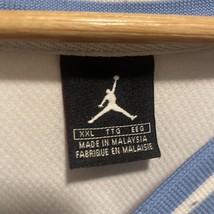 XXL TTG EEG
MADE IN MALAYSIA
FABRIQUE EN MALAISIE